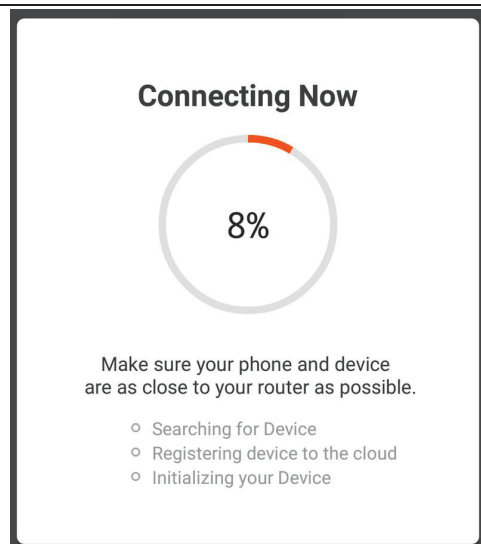 Connecting Now
8%
Make sure your phone and device
are as close to your router as possible.
Searching for Device
Registering device to the cloud
Initializing your Device